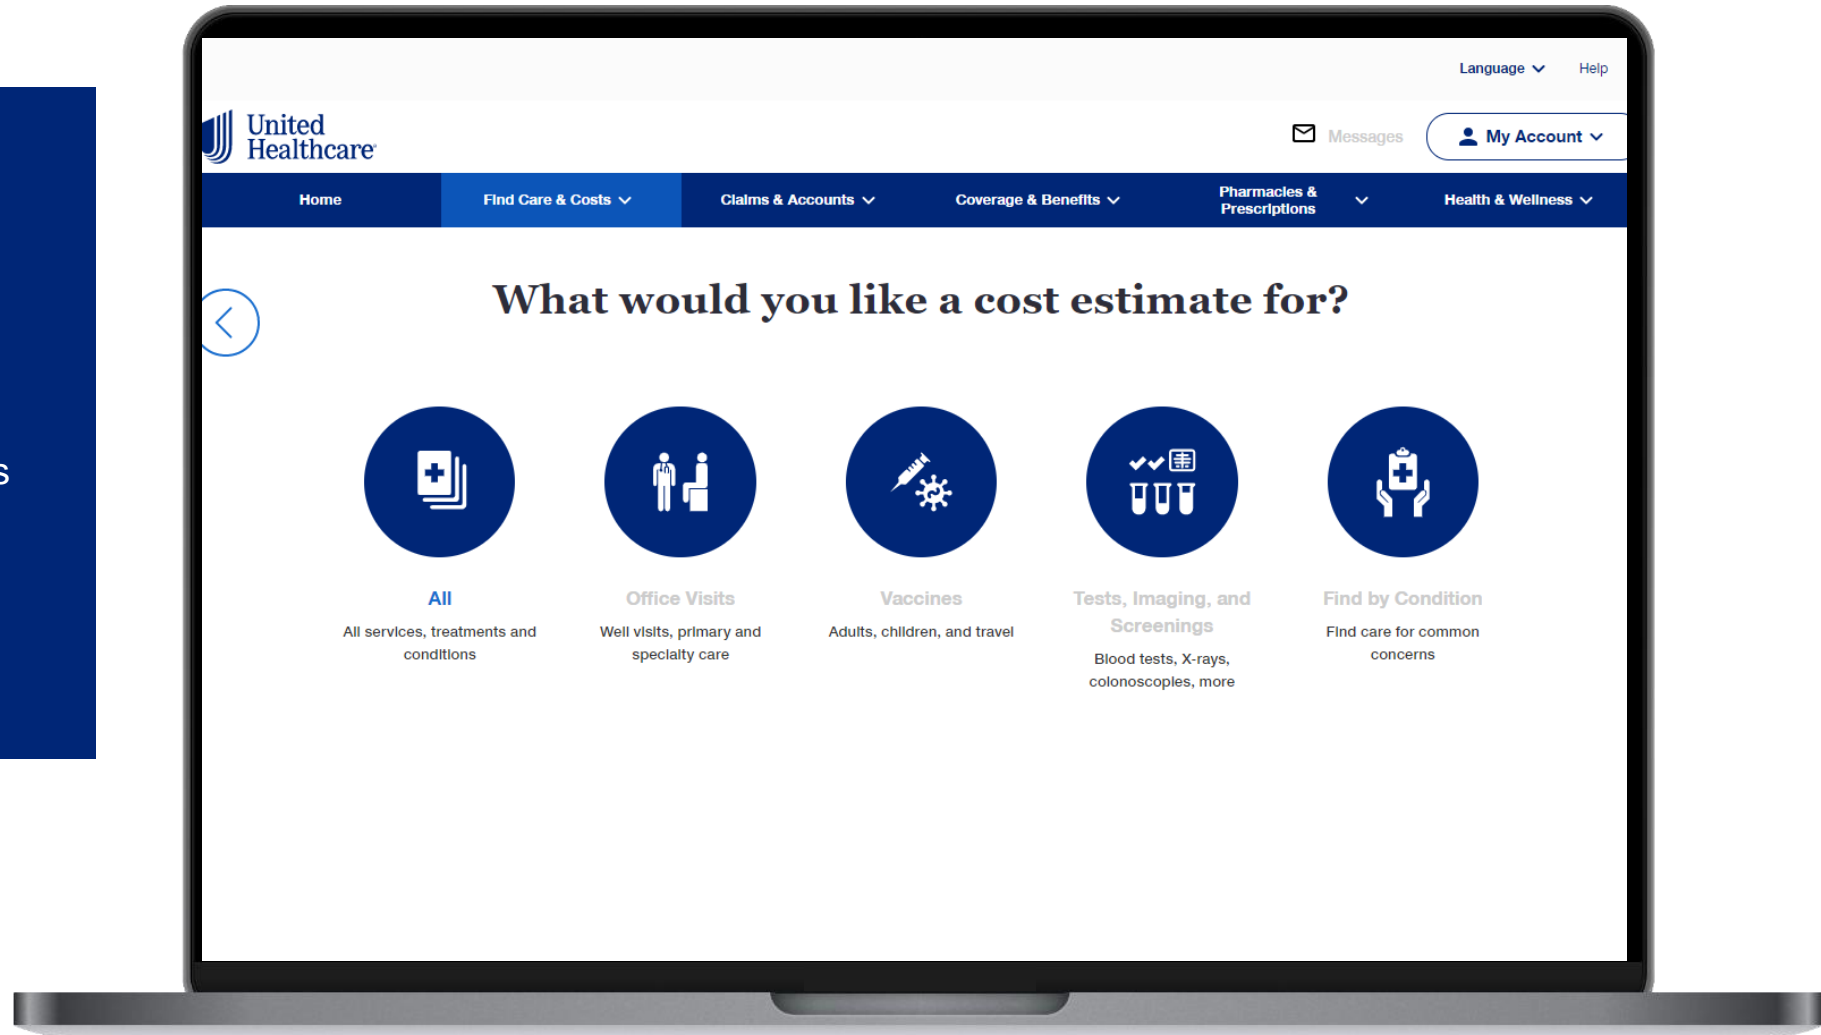 s
Language Help
United
Healthcare
Messages My Account
Home Find Care & Costs Claims & Accounts Coverage & Benefits Pharmacies & Prescriptions Health & Wellness
What would you like a cost estimate for?
All
All services, treatments and
conditions
Office Visits
Well visits, primary and
specialty care
Vaccines
Adults, children, and travel
Tests, Imaging, and
Screenings
Blood tests, X-rays,
colonoscopies, more
Find by Condition
Find care for common
concerns